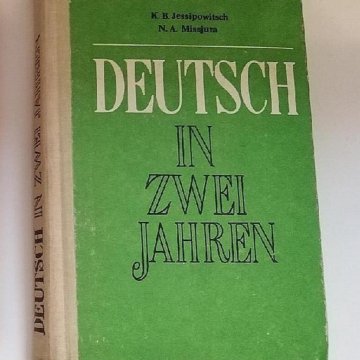 K. B. Jessipowitsch
N. A. Missjura
DEUTSCH
IN
ZWEI
JAHREN
DEUTSCH IN ZWEI JAHREN